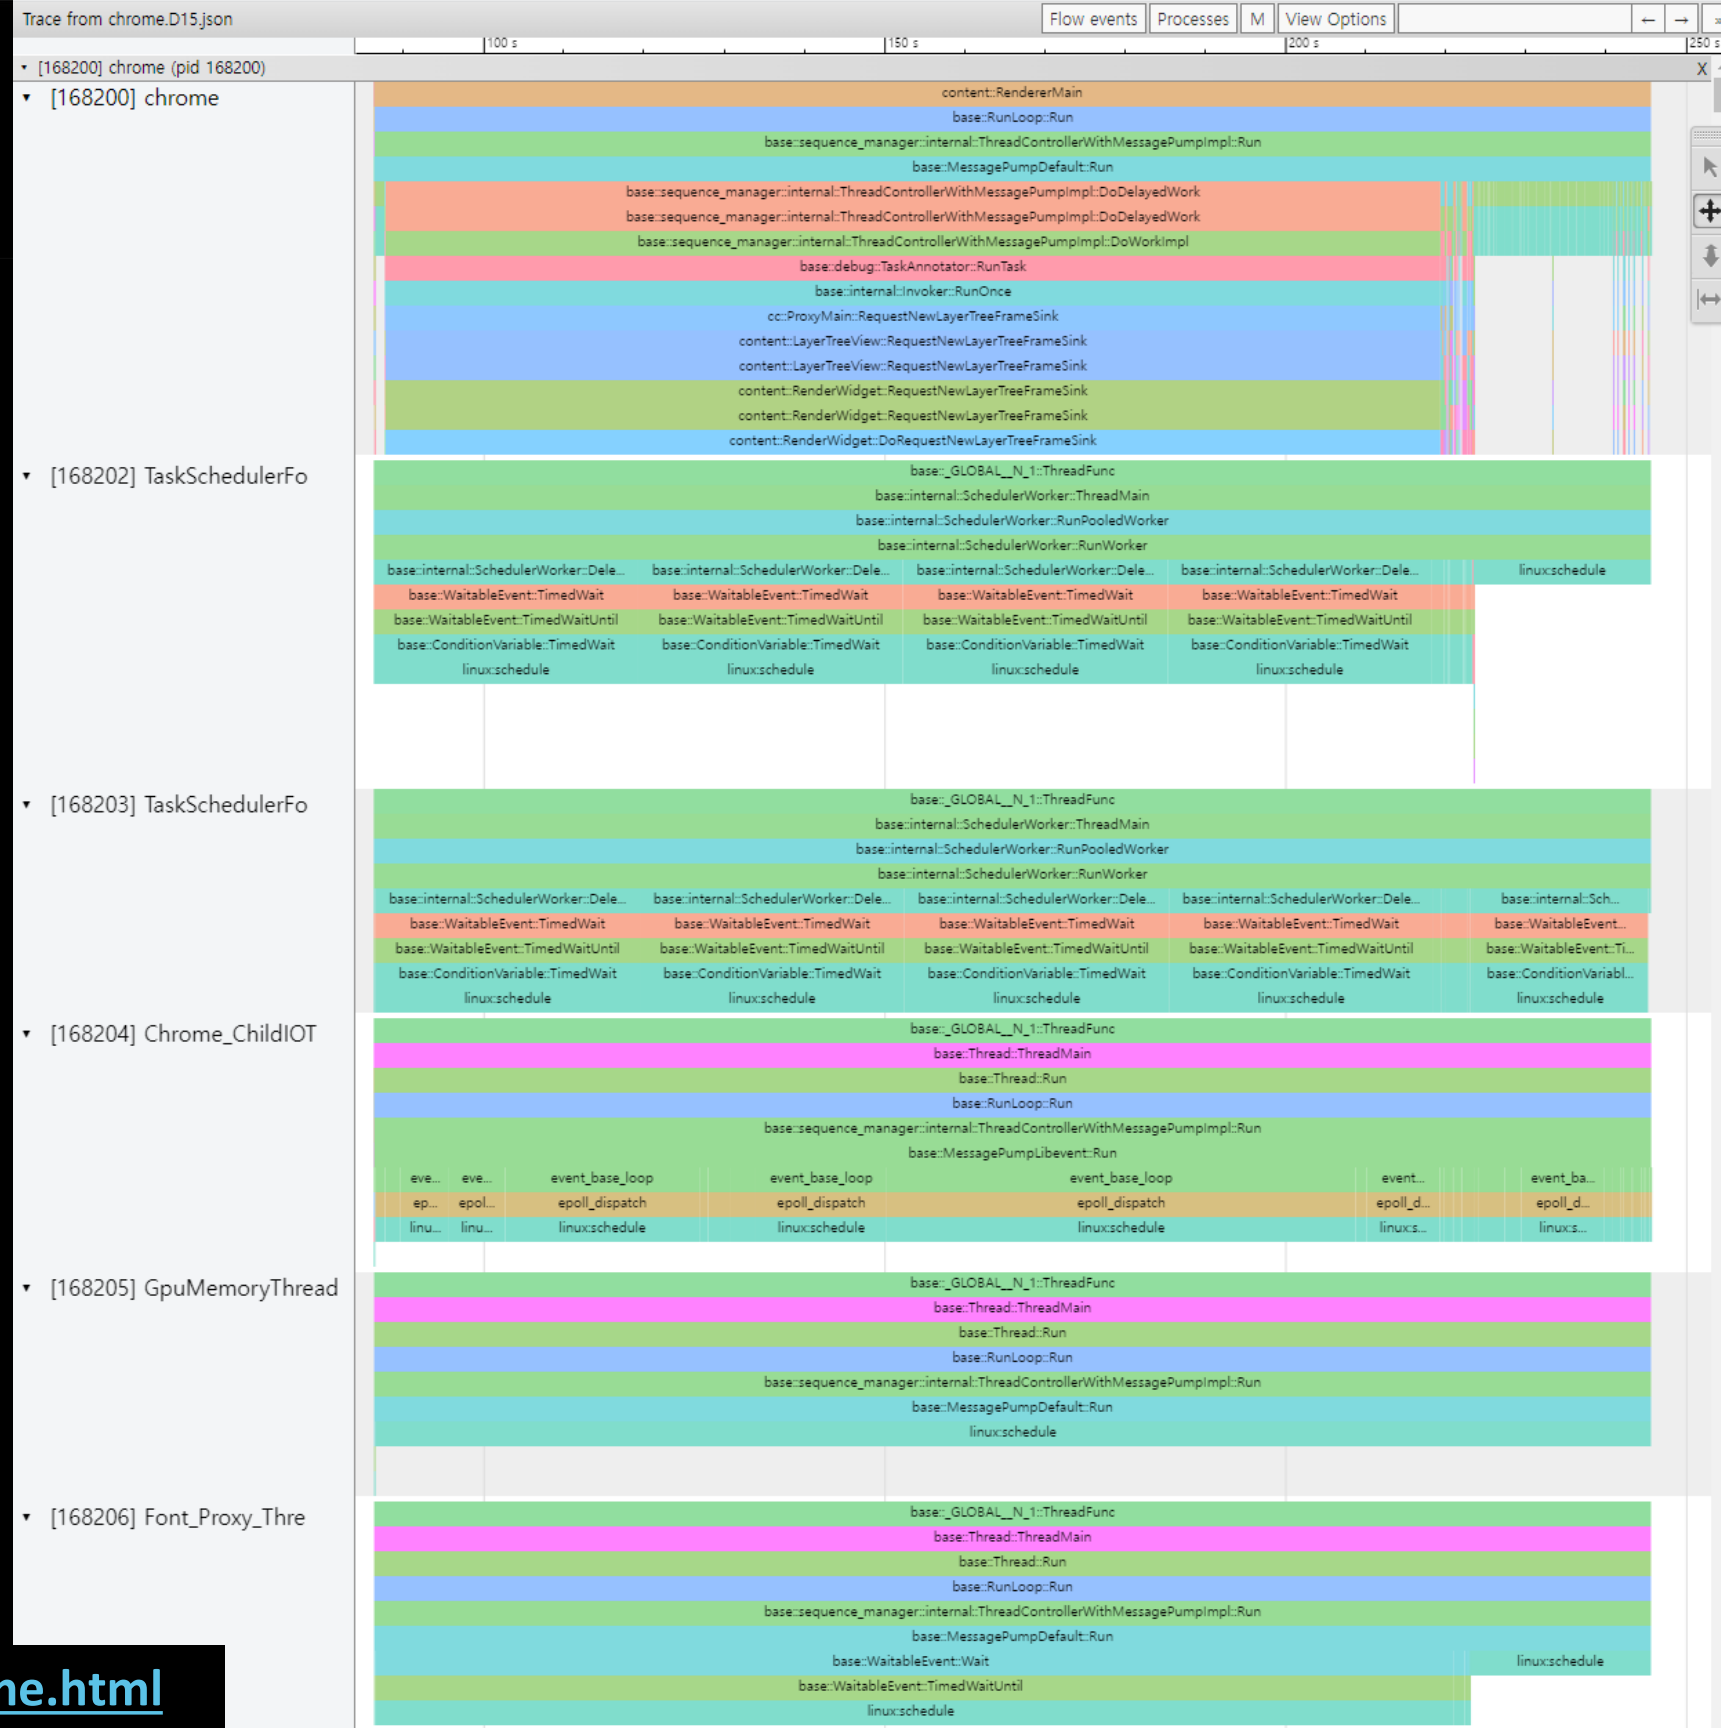 Trace from chrome.D15.json
Flow events Processes M View Options ← → »
100 s 150 s 200 s 250 s
[168200] chrome (pid 168200) X
[168200] chrome
content::RendererMain
base::RunLoop::Run
base::sequence_manager::internal::ThreadControllerWithMessagePumpImpl::Run
base::MessagePumpDefault::Run
base::sequence_manager::internal::ThreadControllerWithMessagePumpImpl::DoDelayedWork
base::sequence_manager::internal::ThreadControllerWithMessagePumpImpl::DoDelayedWork
base::sequence_manager::internal::ThreadControllerWithMessagePumpImpl::DoWorkImpl
base::debug::TaskAnnotator::RunTask
base::internal::Invoker::RunOnce
cc::ProxyMain::RequestNewLayerTreeFrameSink
content::LayerTreeView::RequestNewLayerTreeFrameSink
content::LayerTreeView::RequestNewLayerTreeFrameSink
content::RenderWidget::RequestNewLayerTreeFrameSink
content::RenderWidget::RequestNewLayerTreeFrameSink
content::RenderWidget::DoRequestNewLayerTreeFrameSink
[168202] TaskSchedulerFo
base::_GLOBAL__N_1::ThreadFunc
base::internal::SchedulerWorker::ThreadMain
base::internal::SchedulerWorker::RunPooledWorker
base::internal::SchedulerWorker::RunWorker
base::internal::SchedulerWorker::Dele... base::internal::SchedulerWorker::Dele... base::internal::SchedulerWorker::Dele... base::internal::SchedulerWorker::Dele... linux:schedule
base::WaitableEvent::TimedWait base::WaitableEvent::TimedWait base::WaitableEvent::TimedWait base::WaitableEvent::TimedWait
base::WaitableEvent::TimedWaitUntil base::WaitableEvent::TimedWaitUntil base::WaitableEvent::TimedWaitUntil base::WaitableEvent::TimedWaitUntil
base::ConditionVariable::TimedWait base::ConditionVariable::TimedWait base::ConditionVariable::TimedWait base::ConditionVariable::TimedWait
linux:schedule linux:schedule linux:schedule linux:schedule
[168203] TaskSchedulerFo
base::_GLOBAL__N_1::ThreadFunc
base::internal::SchedulerWorker::ThreadMain
base::internal::SchedulerWorker::RunPooledWorker
base::internal::SchedulerWorker::RunWorker
base::internal::SchedulerWorker::Dele... base::internal::SchedulerWorker::Dele... base::internal::SchedulerWorker::Dele... base::internal::SchedulerWorker::Dele... base::internal::Sch...
base::WaitableEvent::TimedWait base::WaitableEvent::TimedWait base::WaitableEvent::TimedWait base::WaitableEvent::TimedWait base::WaitableEvent...
base::WaitableEvent::TimedWaitUntil base::WaitableEvent::TimedWaitUntil base::WaitableEvent::TimedWaitUntil base::WaitableEvent::TimedWaitUntil base::WaitableEvent::Ti...
base::ConditionVariable::TimedWait base::ConditionVariable::TimedWait base::ConditionVariable::TimedWait base::ConditionVariable::TimedWait base::ConditionVariabl...
linux:schedule linux:schedule linux:schedule linux:schedule linux:schedule
[168204] Chrome_ChildIOT
base::_GLOBAL__N_1::ThreadFunc
base::Thread::ThreadMain
base::Thread::Run
base::RunLoop::Run
base::sequence_manager::internal::ThreadControllerWithMessagePumpImpl::Run
base::MessagePumpLibevent::Run
eve... eve... event_base_loop event_base_loop event_base_loop event... event_ba...
ep... epol... epoll_dispatch epoll_dispatch epoll_dispatch epoll_d... epoll_d...
linu... linu... linux:schedule linux:schedule linux:schedule linux:s... linux:s...
[168205] GpuMemoryThread
base::_GLOBAL__N_1::ThreadFunc
base::Thread::ThreadMain
base::Thread::Run
base::RunLoop::Run
base::sequence_manager::internal::ThreadControllerWithMessagePumpImpl::Run
base::MessagePumpDefault::Run
linux:schedule
[168206] Font_Proxy_Thre
base::_GLOBAL__N_1::ThreadFunc
base::Thread::ThreadMain
base::Thread::Run
base::RunLoop::Run
base::sequence_manager::internal::ThreadControllerWithMessagePumpImpl::Run
base::MessagePumpDefault::Run
base::WaitableEvent::Wait linux:schedule
base::WaitableEvent::TimedWaitUntil
linux:schedule
ne.html